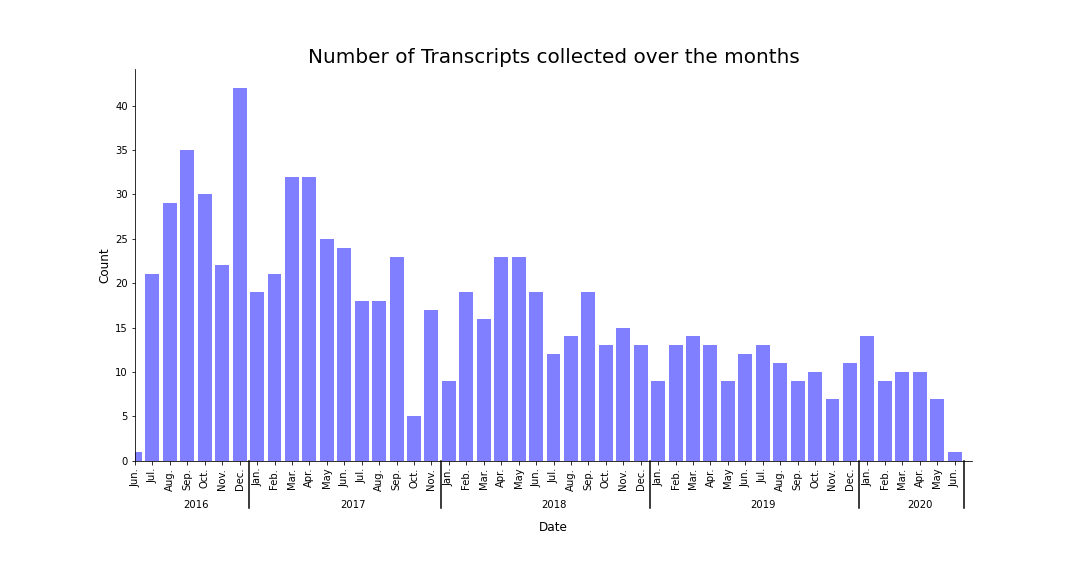 Number of Transcripts collected over the months
Count
40
35
30
25
20
15
10
5
0
Jun. Jul. Aug. Sep. Oct. Nov. Dec. Jan. Feb. Mar. Apr. May Jun. Jul. Aug. Sep. Oct. Nov. Jan. Feb. Mar. Apr. May Jun. Jul. Aug. Sep. Oct. Nov. Dec. Jan. Feb. Mar. Apr. May Jun. Jul. Aug. Sep. Oct. Nov. Dec. Jan. Feb. Mar. Apr. May Jun.
2016 2017 2018 2019 2020
Date